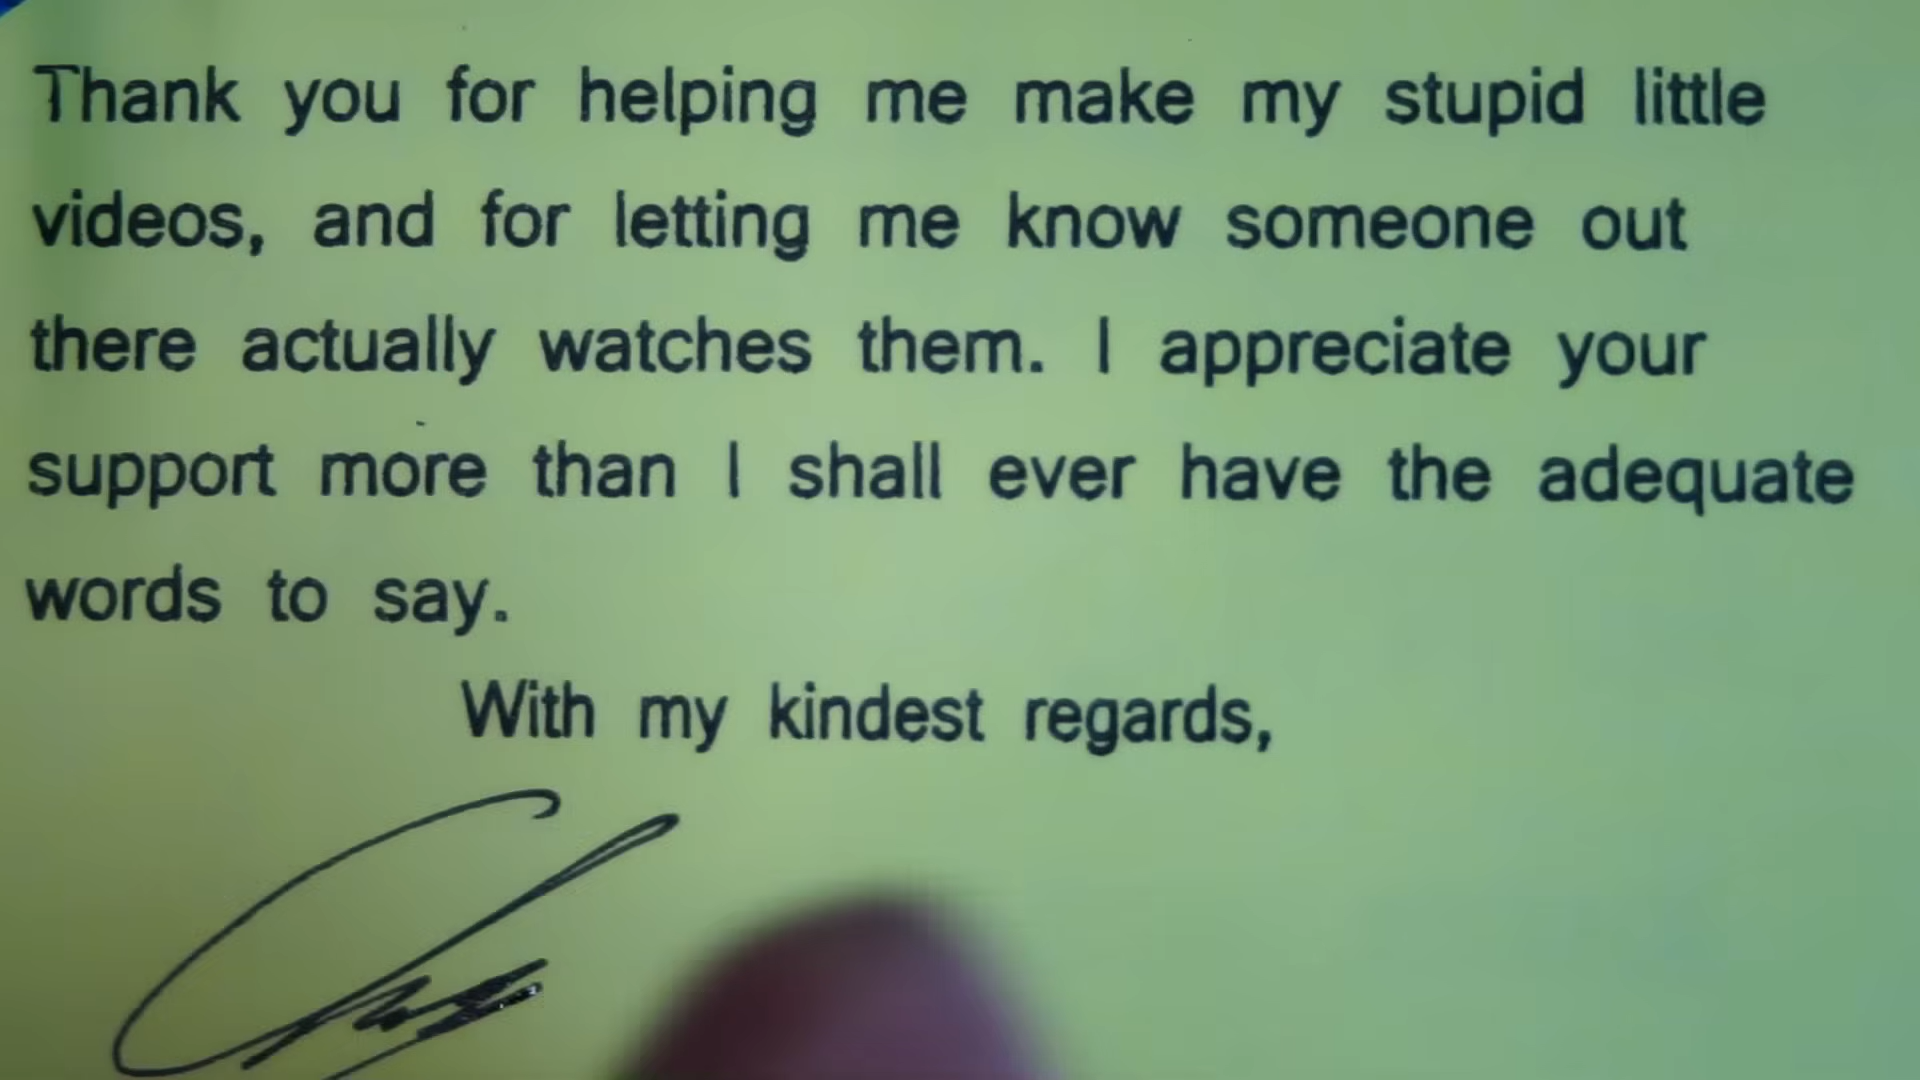 Thank you for helping me make my stupid little
videos, and for letting me know someone out
there actually watches them. I appreciate your
support more than I shall ever have the adequate
words to say.
With my kindest regards,